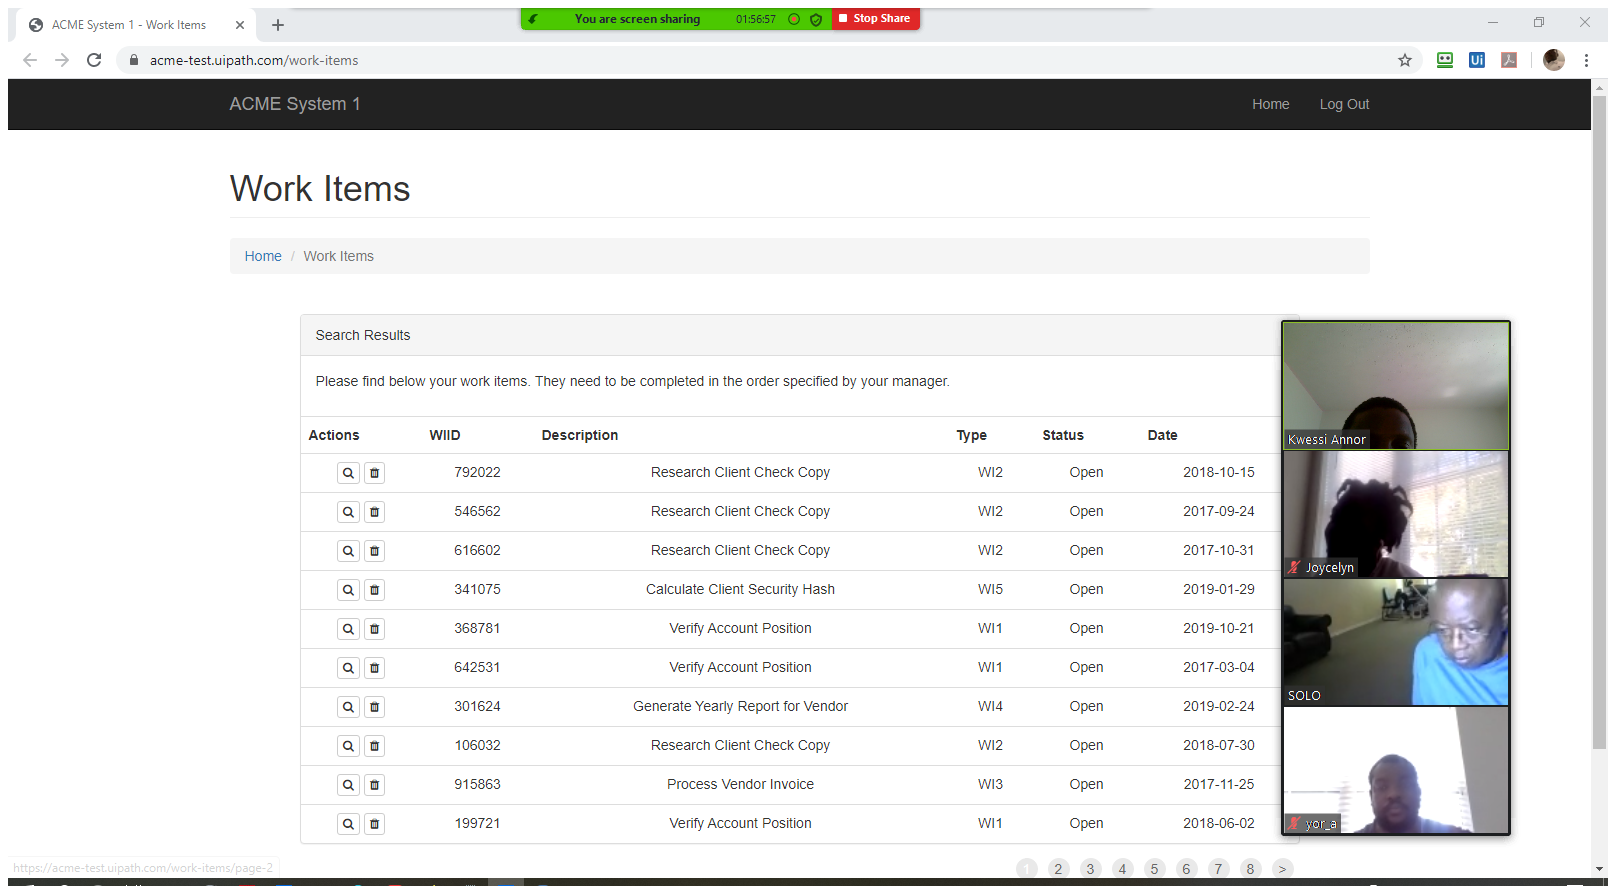 ACME System 1 - Work Items
You are screen sharing 01:56:57 Stop Share
acme-test.uipath.com/work-items
Ui
ACME System 1 Home Log Out
Work Items
Home / Work Items
Search Results
Please find below your work items. They need to be completed in the order specified by your manager.
Actions WIID Description Type Status Date
792022 Research Client Check Copy WI2 Open 2018-10-15
546562 Research Client Check Copy WI2 Open 2017-09-24
616602 Research Client Check Copy WI2 Open 2017-10-31
341075 Calculate Client Security Hash WI5 Open 2019-01-29
368781 Verify Account Position WI1 Open 2019-10-21
642531 Verify Account Position WI1 Open 2017-03-04
301624 Generate Yearly Report for Vendor WI4 Open 2019-02-24
106032 Research Client Check Copy WI2 Open 2018-07-30
915863 Process Vendor Invoice WI3 Open 2017-11-25
199721 Verify Account Position WI1 Open 2018-06-02
Kwessi Annor
Joycelyn
SOLO
yor_a
https://acme-test.uipath.com/work-items/page-2
1 2 3 4 5 6 7 8 >